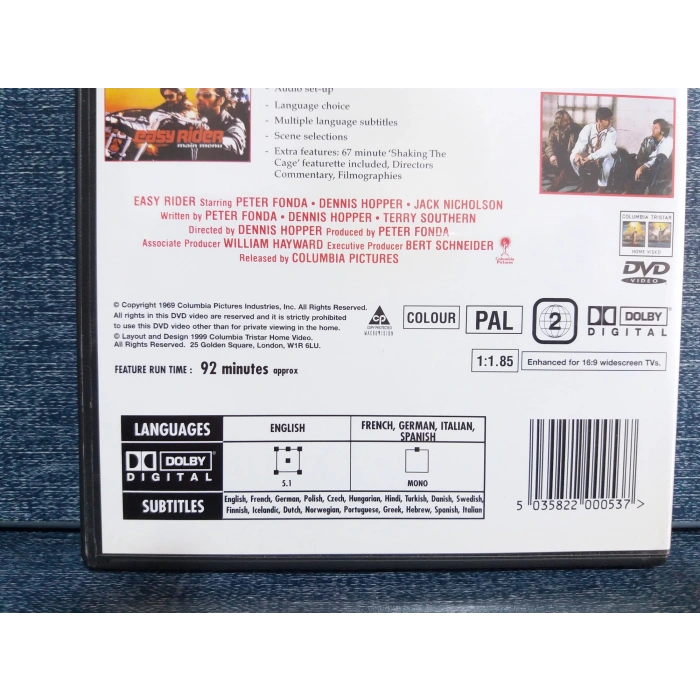 - Audio set-up
- Language choice
- Multiple language subtitles
- Scene selections
- Extra features: 67 minute 'Shaking The
Cage' featurette included, Directors
Commentary, Filmographies
easy Rider
main menu
EASY RIDER Starring PETER FONDA • DENNIS HOPPER • JACK NICHOLSON
Written by PETER FONDA • DENNIS HOPPER • TERRY SOUTHERN
Directed by DENNIS HOPPER Produced by PETER FONDA
Associate Producer WILLIAM HAYWARD Executive Producer BERT SCHNEIDER
Released by COLUMBIA PICTURES
Columbia
Pictures
COLUMBIA TRISTAR
HOME VIDEO
DVD
VIDEO
© Copyright 1969 Columbia Pictures Industries, Inc. All Rights Reserved.
All rights in this DVD video are reserved and it is strictly prohibited
to use this DVD video other than for private viewing in the home.
© Layout and Design 1999 Columbia Tristar Home Video.
All Rights Reserved. 25 Golden Square, London, W1R 6LU.
FEATURE RUN TIME : 92 minutes approx
CP
COPY PROTECTED
MACROVISION
COLOUR
PAL
2
DOLBY
DIGITAL
1:1.85
Enhanced for 16:9 widescreen TVs.
LANGUAGES
ENGLISH
FRENCH, GERMAN, ITALIAN,
SPANISH
DOLBY
DIGITAL
5.1
MONO
SUBTITLES
English, French, German, Polish, Czech, Hungarian, Hindi, Turkish, Danish, Swedish,
Finnish, Icelandic, Dutch, Norwegian, Portuguese, Greek, Hebrew, Spanish, Italian
5 035822 000537 >